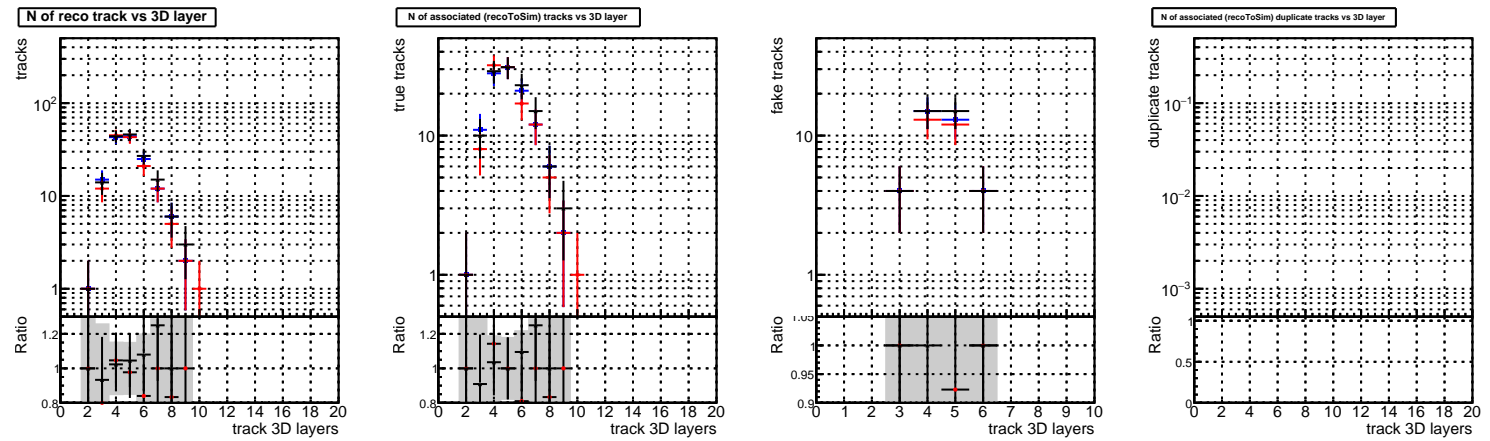 N of reco track vs 3D layer
tracks
10²
10
1
Ratio
1.2
1
0.8
0 2 4 6 8 10 12 14 16 18 20
track 3D layers
N of associated (recoToSim) tracks vs 3D layer
true tracks
10
1
Ratio
1.2
1
0.8
0 2 4 6 8 10 12 14 16 18 20
track 3D layers
fake tracks
10
1
Ratio
1.05
1
0.95
0.9
0 1 2 3 4 5 6 7 8 9 10
track 3D layers
N of associated (recoToSim) duplicate tracks vs 3D layer
duplicate tracks
10⁻¹
10⁻²
10⁻³
Ratio
1
0.5
0
0 2 4 6 8 10 12 14 16 18 20
track 3D layers